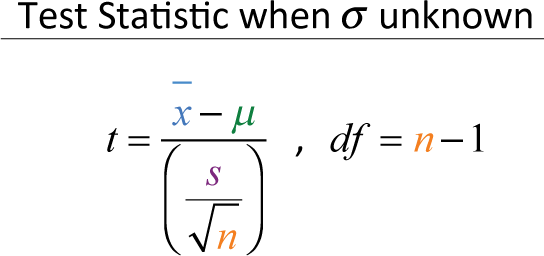 Test Statistic when σ unknown
t = (x̄ − μ) / (s / √n) , df = n − 1